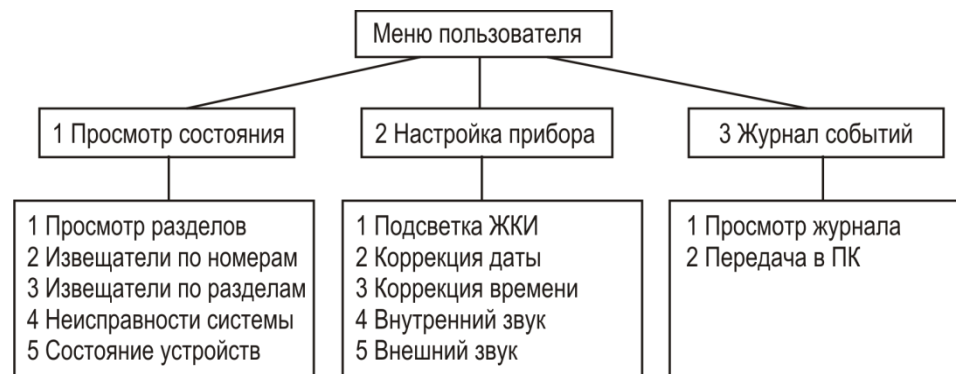 Меню пользователя
1 Просмотр состояния
2 Настройка прибора
3 Журнал событий
1 Просмотр разделов
2 Извещатели по номерам
3 Извещатели по разделам
4 Неисправности системы
5 Состояние устройств
1 Подсветка ЖКИ
2 Коррекция даты
3 Коррекция времени
4 Внутренний звук
5 Внешний звук
1 Просмотр журнала
2 Передача в ПК